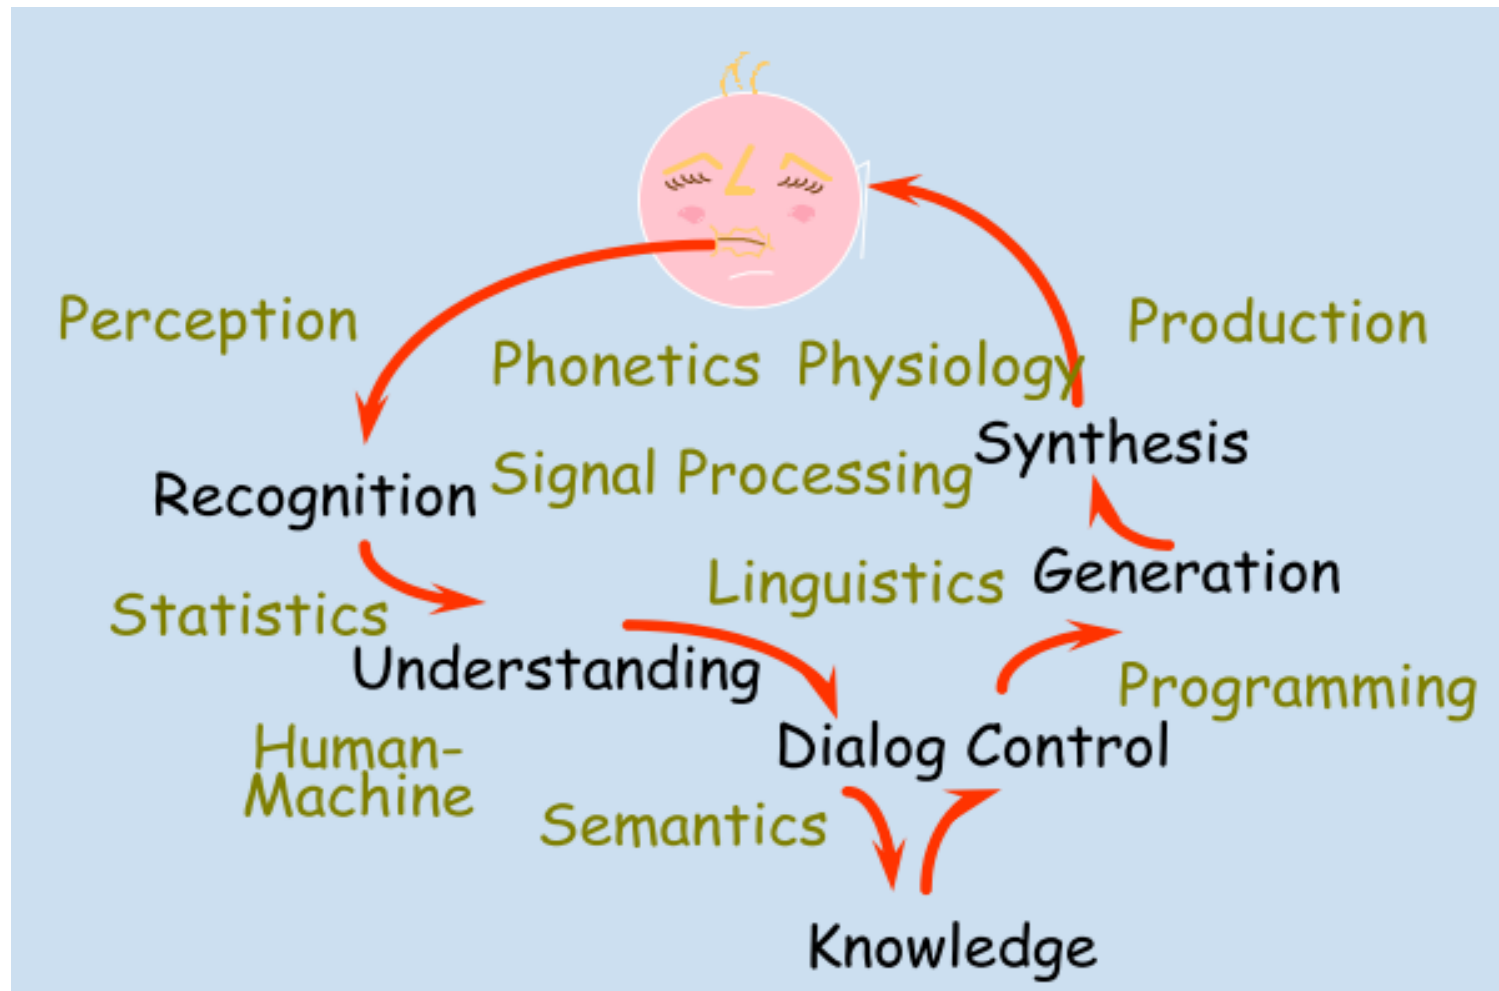 Perception
Production
Phonetics Physiology
Synthesis
Signal Processing
Recognition
Generation
Linguistics
Statistics
Understanding
Programming
Human-
Machine
Dialog Control
Semantics
Knowledge